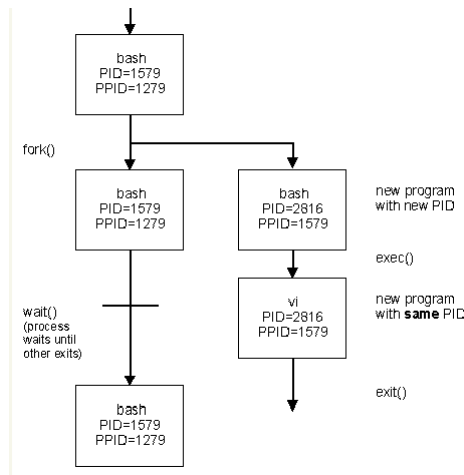 bash
PID=1579
PPID=1279
fork()
bash
PID=1579
PPID=1279
bash
PID=2816
PPID=1579
new program
with new PID
exec()
vi
PID=2816
PPID=1579
new program
with same PID
wait()
(process
waits until
other exits)
exit()
bash
PID=1579
PPID=1279